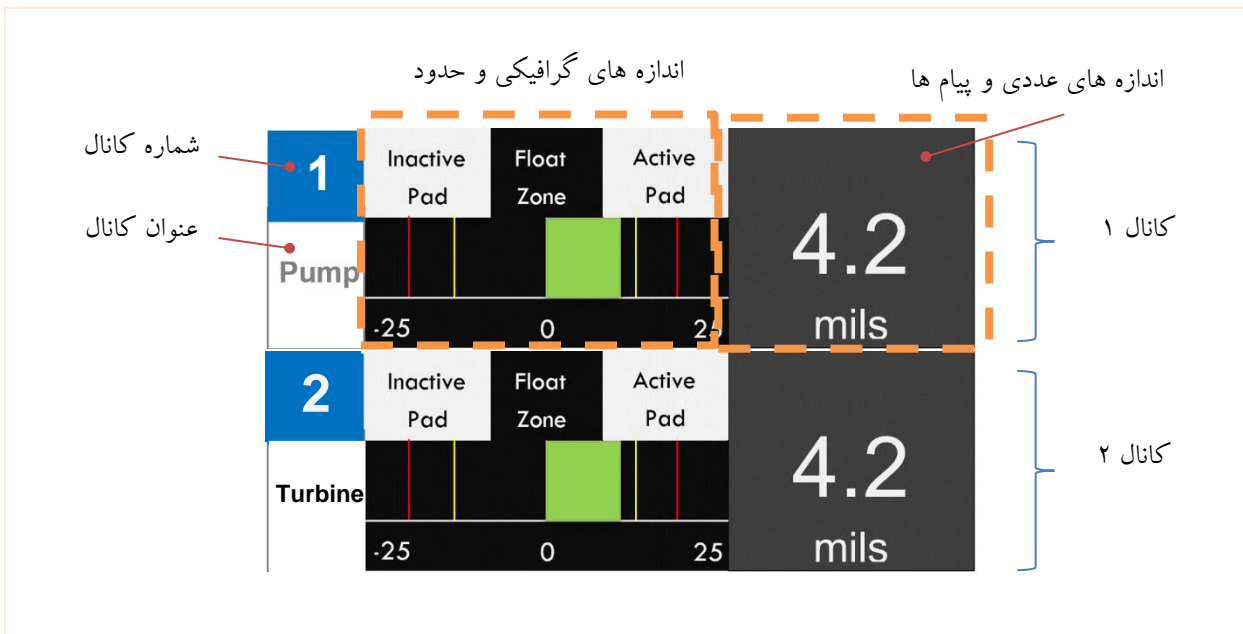 اندازه های گرافیکی و حدود
اندازه های عددی و پیام ها
شماره کانال
عنوان کانال
1
Pump
Inactive
Pad
Float
Zone
Active
Pad
-25 0 25
4.2
mils
کانال ۱
2
Turbine
Inactive
Pad
Float
Zone
Active
Pad
-25 0 25
4.2
mils
کانال ۲